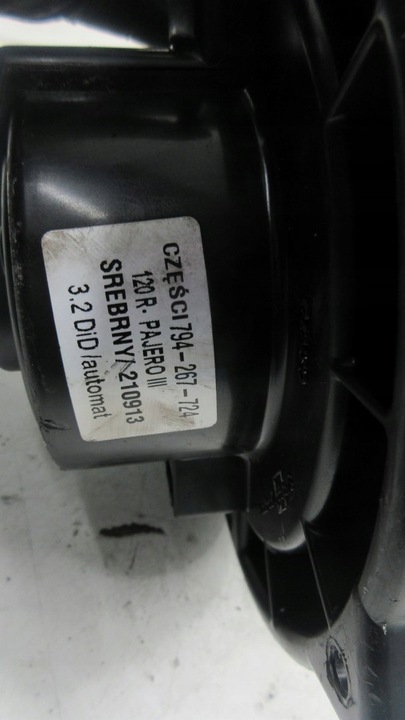 CZĘŚCI 794-267-724
120 R. PAJERO III
SREBRNY/ 210913
3.2 DiD /automat